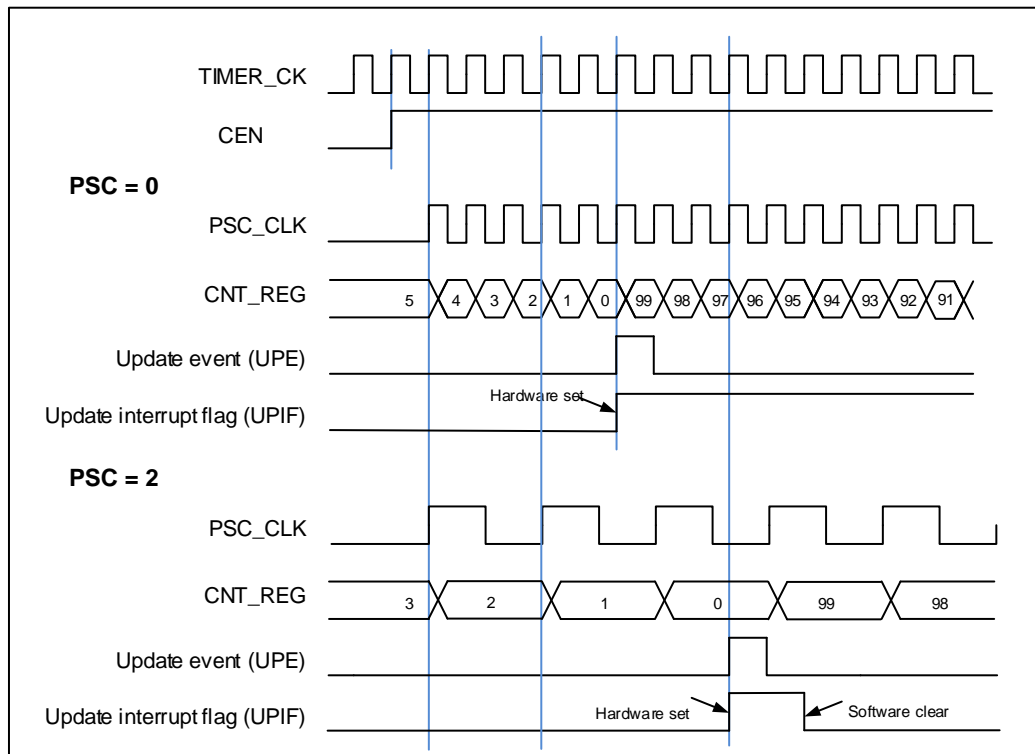 TIMER_CK
CEN
PSC = 0
PSC_CLK
CNT_REG 5 4 3 2 1 0 99 98 97 96 95 94 93 92 91
Update event (UPE)
Hardware set
Update interrupt flag (UPIF)
PSC = 2
PSC_CLK
CNT_REG 3 2 1 0 99 98
Update event (UPE)
Update interrupt flag (UPIF) Hardware set Software clear